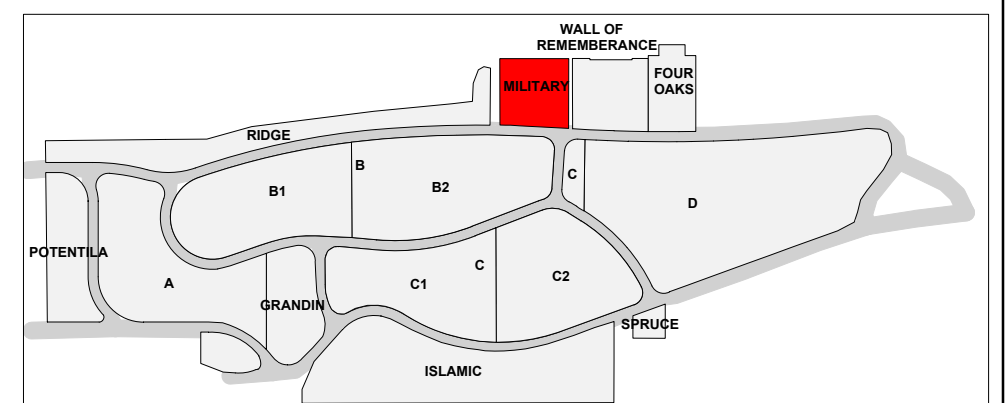 WALL OF
REMEMBERANCE
MILITARY
FOUR
OAKS
RIDGE
B
B1
B2
C
D
POTENTILA
A
GRANDIN
C
C1
C2
SPRUCE
ISLAMIC